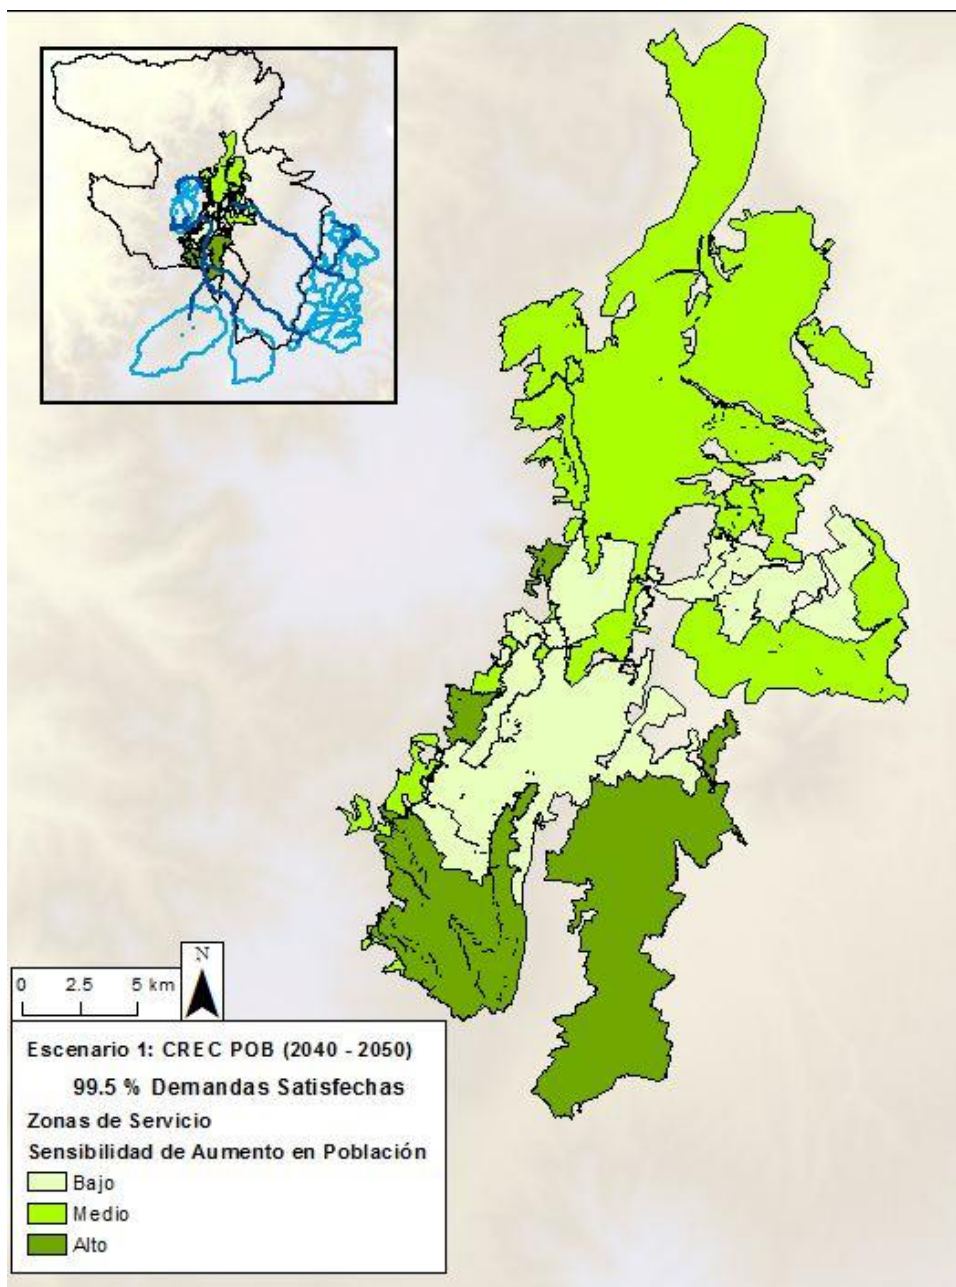 N
0 2.5 5 km
Escenario 1: CREC POB (2040 - 2050)
99.5 % Demandas Satisfechas
Zonas de Servicio
Sensibilidad de Aumento en Población
Bajo
Medio
Alto